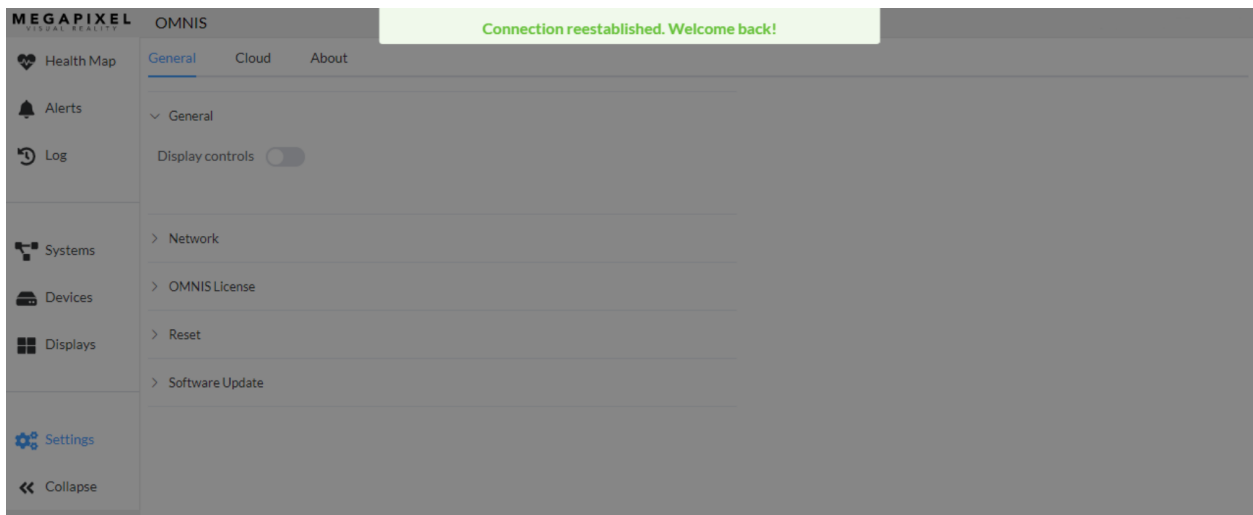 MEGAPIXEL
VISUAL REALITY
OMNIS
Connection reestablished. Welcome back!
Health Map
Alerts
Log
Systems
Devices
Displays
Settings
Collapse
General
Cloud
About
General
Display controls
Network
OMNIS License
Reset
Software Update